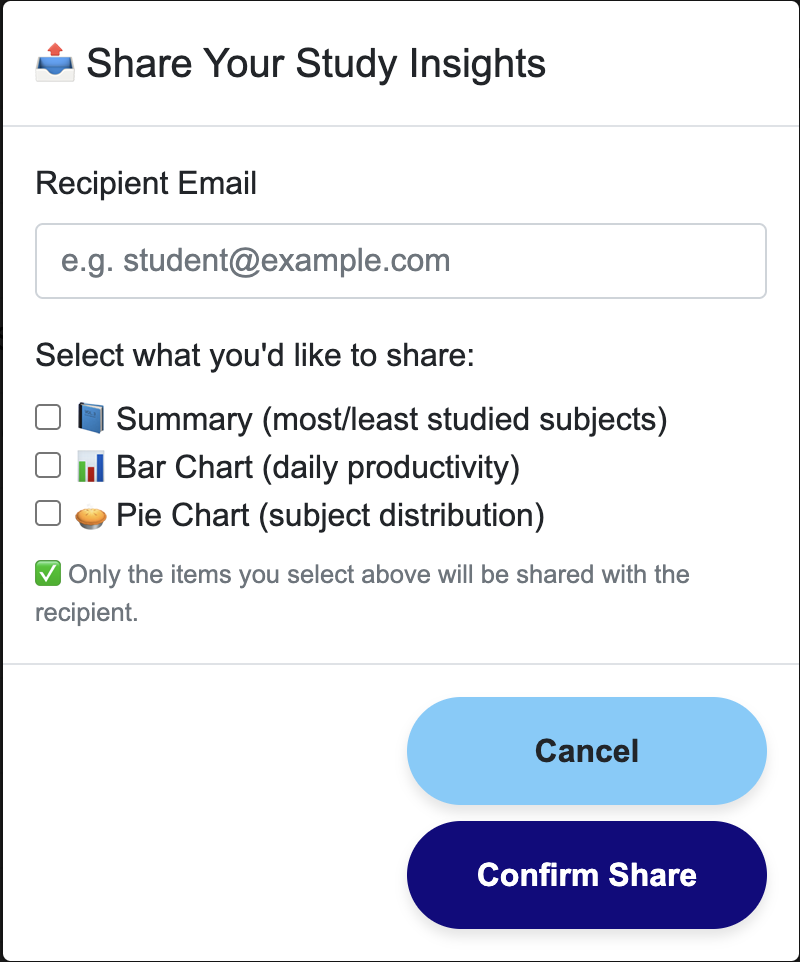 Share Your Study Insights
Recipient Email
e.g. student@example.com
Select what you'd like to share:
Summary (most/least studied subjects)
Bar Chart (daily productivity)
Pie Chart (subject distribution)
Only the items you select above will be shared with the
recipient.
Cancel
Confirm Share